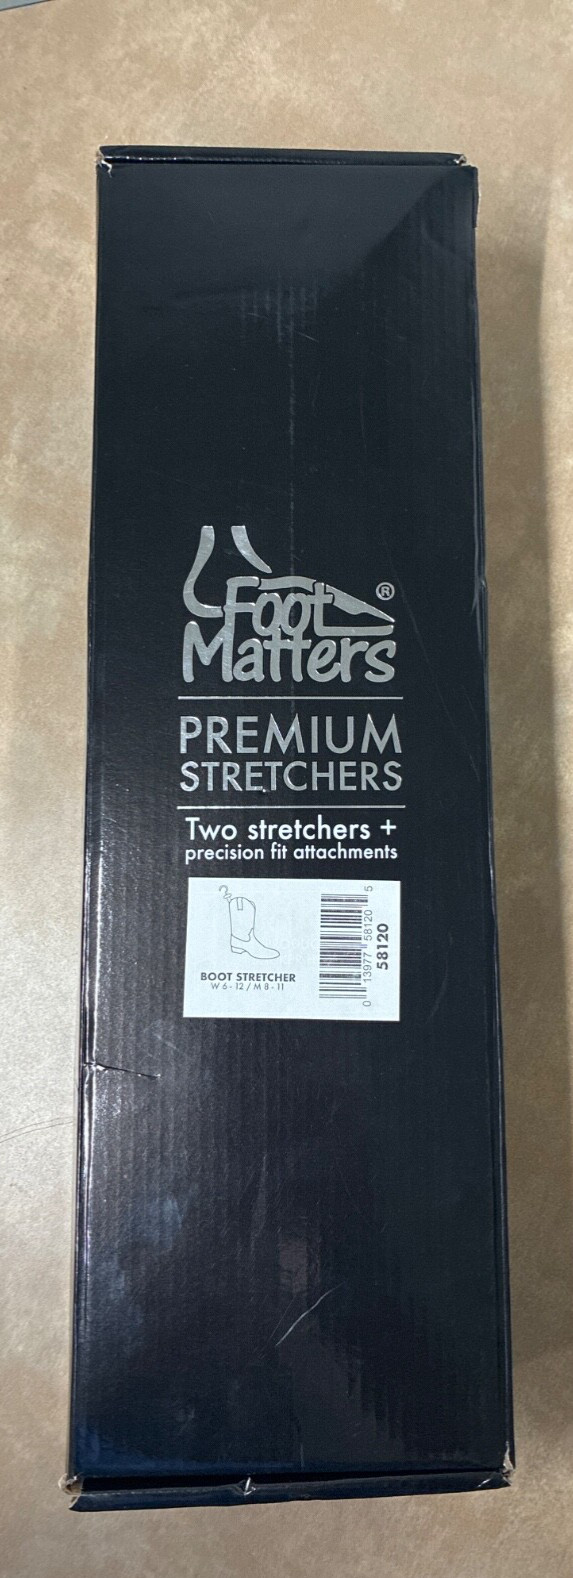 Foot ®
Matters
PREMIUM
STRETCHERS
Two stretchers +
precision fit attachments
BOOT STRETCHER
W 6 - 12 / M 8 - 11
0 13977 58120 5
58120